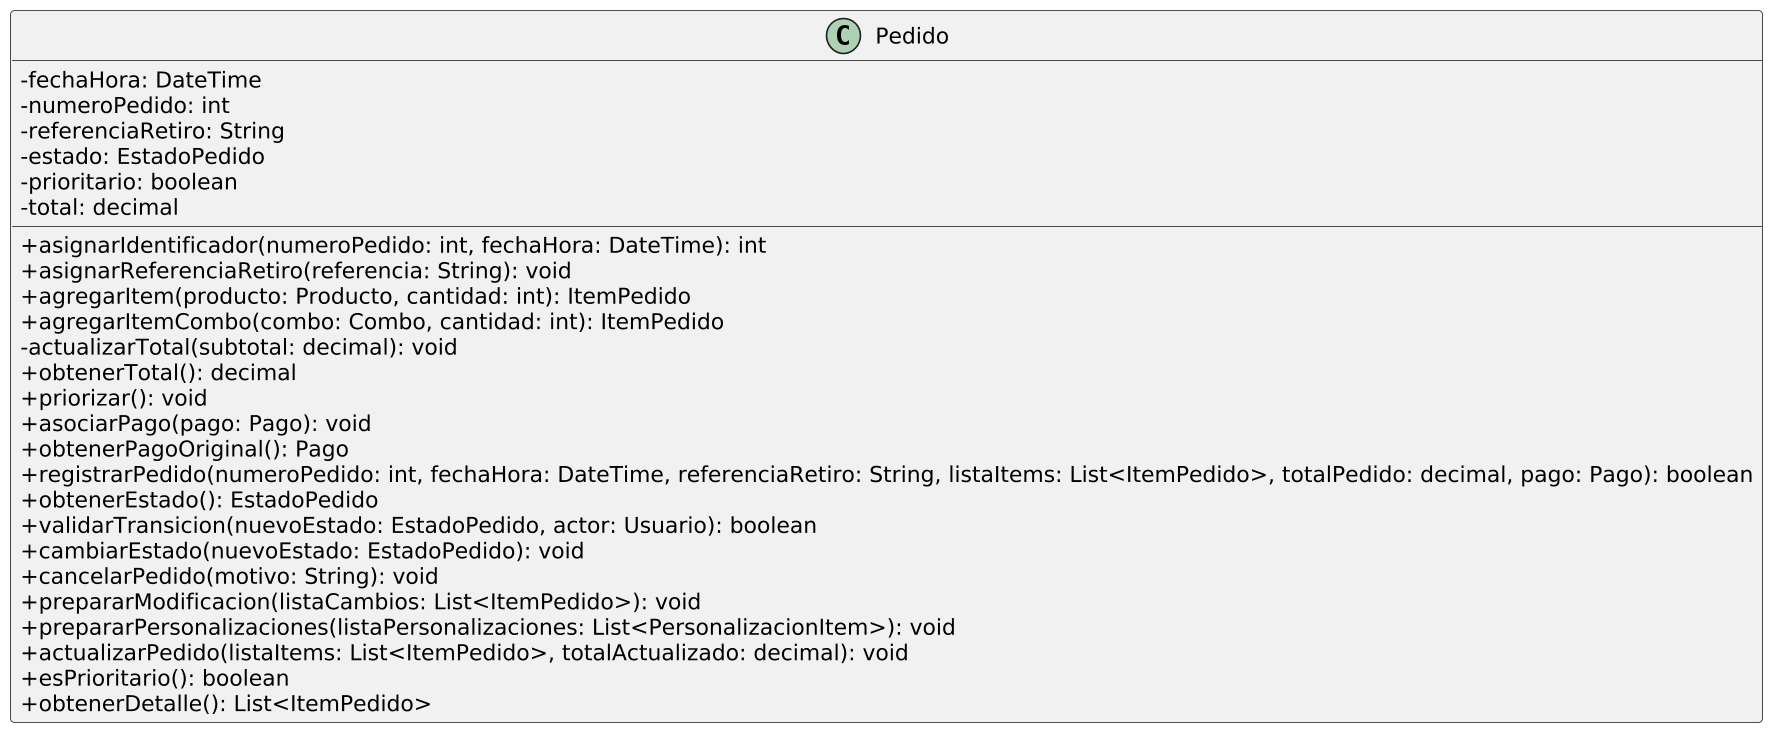 C Pedido
-fechaHora: DateTime
-numeroPedido: int
-referenciaRetiro: String
-estado: EstadoPedido
-prioritario: boolean
-total: decimal
+asignarIdentificador(numeroPedido: int, fechaHora: DateTime): int
+asignarReferenciaRetiro(referencia: String): void
+agregarItem(producto: Producto, cantidad: int): ItemPedido
+agregarItemCombo(combo: Combo, cantidad: int): ItemPedido
-actualizarTotal(subtotal: decimal): void
+obtenerTotal(): decimal
+priorizar(): void
+asociarPago(pago: Pago): void
+obtenerPagoOriginal(): Pago
+registrarPedido(numeroPedido: int, fechaHora: DateTime, referenciaRetiro: String, listaItems: List<ItemPedido>, totalPedido: decimal, pago: Pago): boolean
+obtenerEstado(): EstadoPedido
+validarTransicion(nuevoEstado: EstadoPedido, actor: Usuario): boolean
+cambiarEstado(nuevoEstado: EstadoPedido): void
+cancelarPedido(motivo: String): void
+prepararModificacion(listaCambios: List<ItemPedido>): void
+prepararPersonalizaciones(listaPersonalizaciones: List<PersonalizacionItem>): void
+actualizarPedido(listaItems: List<ItemPedido>, totalActualizado: decimal): void
+esPrioritario(): boolean
+obtenerDetalle(): List<ItemPedido>